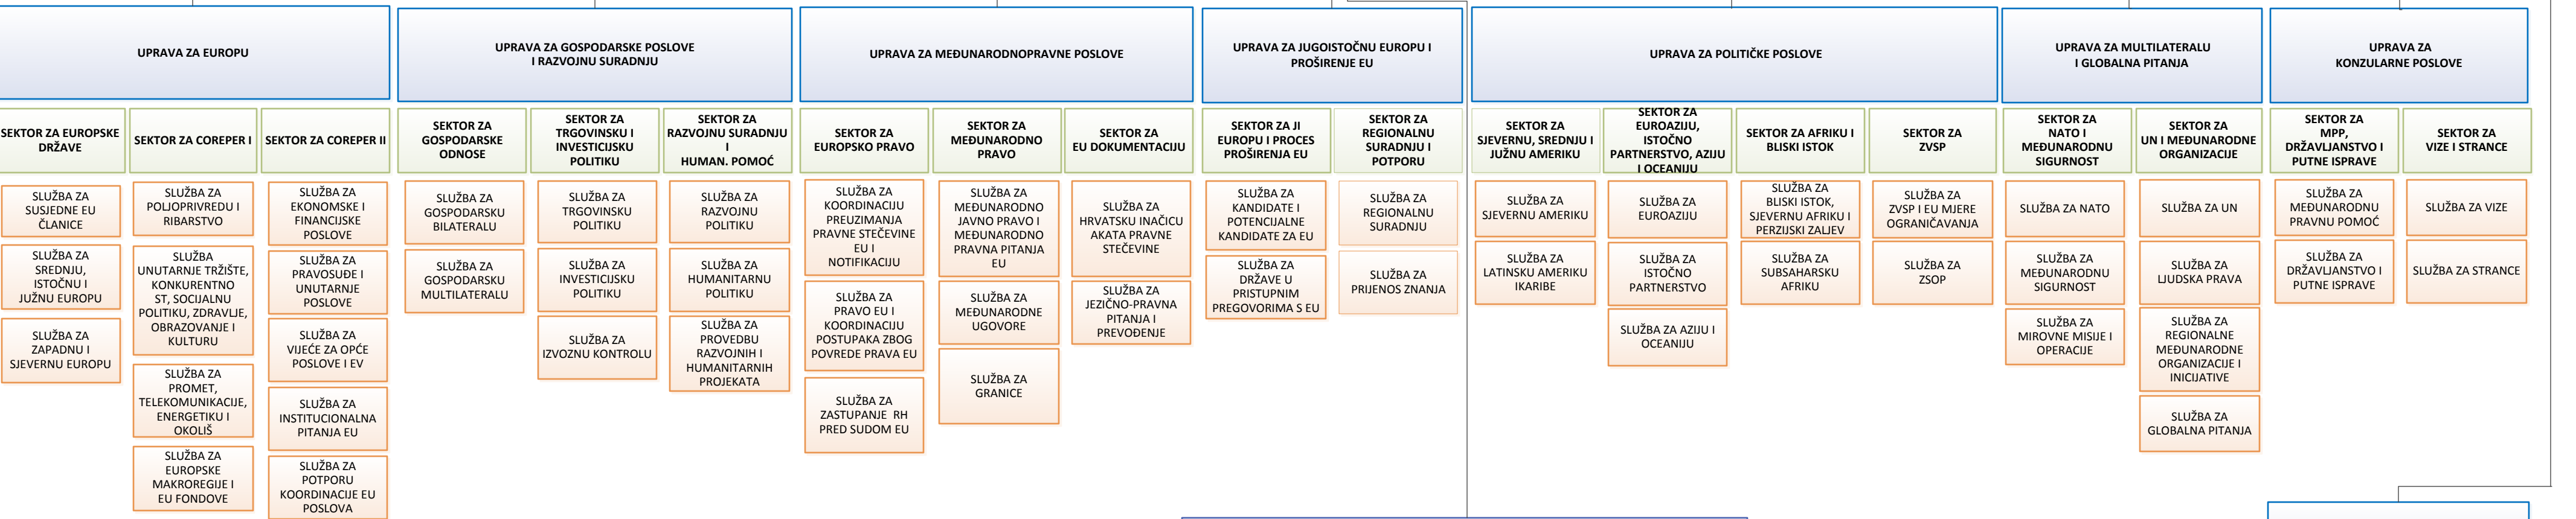 UPRAVA ZA EUROPU
UPRAVA ZA GOSPODARSKE POSLOVE
I RAZVOJNU SURADNJU
UPRAVA ZA MEĐUNARODNOPRAVNE POSLOVE
UPRAVA ZA JUGOISTOČNU EUROPU I
PROŠIRENJE EU
UPRAVA ZA POLITIČKE POSLOVE
UPRAVA ZA MULTILATERALU
I GLOBALNA PITANJA
UPRAVA ZA
KONZULARNE POSLOVE
SEKTOR ZA EUROPSKE
DRŽAVE
SEKTOR ZA COREPER I
SEKTOR ZA COREPER II
SEKTOR ZA
GOSPODARSKE
ODNOSE
SEKTOR ZA
TRGOVINSKU I
INVESTICIJSKU
POLITIKU
SEKTOR ZA
RAZVOJNU SURADNJU
I
HUMAN. POMOĆ
SEKTOR ZA
EUROPSKO PRAVO
SEKTOR ZA
MEĐUNARODNO
PRAVO
SEKTOR ZA
EU DOKUMENTACIJU
SEKTOR ZA JI
EUROPU I PROCES
PROŠIRENJA EU
SEKTOR ZA
REGIONALNU
SURADNJU I
POTPORU
SEKTOR ZA
SJEVERNU, SREDNJU I
JUŽNU AMERIKU
SEKTOR ZA
EUROAZIJU,
ISTOČNO
PARTNERSTVO, AZIJU
I OCEANIJU
SEKTOR ZA AFRIKU I
BLISKI ISTOK
SEKTOR ZA
ZVSP
SEKTOR ZA
NATO I
MEĐUNARODNU
SIGURNOST
SEKTOR ZA
UN I MEĐUNARODNE
ORGANIZACIJE
SEKTOR ZA
MPP,
DRŽAVLJANSTVO I
PUTNE ISPRAVE
SEKTOR ZA
VIZE I STRANCE
SLUŽBA ZA
SUSJEDNE EU
ČLANICE
SLUŽBA ZA
SREDNJU,
ISTOČNU I
JUŽNU EUROPU
SLUŽBA ZA
ZAPADNU I
SJEVERNU EUROPU
SLUŽBA ZA
POLJOPRIVREDU I
RIBARSTVO
SLUŽBA
UNUTARNJE TRŽIŠTE,
KONKURENTNO
ST, SOCIJALNU
POLITIKU, ZDRAVLJE,
OBRAZOVANJE I
KULTURU
SLUŽBA ZA
PROMET,
TELEKOMUNIKACIJE,
ENERGETIKU I
OKOLIŠ
SLUŽBA ZA
EUROPSKE
MAKROREGIJE I
EU FONDOVE
SLUŽBA ZA
EKONOMSKE I
FINANCIJSKE
POSLOVE
SLUŽBA ZA
PRAVOSUĐE I
UNUTARNJE
POSLOVE
SLUŽBA ZA
VIJEĆE ZA OPĆE
POSLOVE I EV
SLUŽBA ZA
INSTITUCIONALNA
PITANJA EU
SLUŽBA ZA
POTPORU
KOORDINACIJE EU
POSLOVA
SLUŽBA ZA
GOSPODARSKU
BILATERALU
SLUŽBA ZA
GOSPODARSKU
MULTILATERALU
SLUŽBA ZA
TRGOVINSKU
POLITIKU
SLUŽBA ZA
INVESTICIJSKU
POLITIKU
SLUŽBA ZA
IZVOZNU KONTROLU
SLUŽBA ZA
RAZVOJNU
POLITIKU
SLUŽBA ZA
HUMANITARNU
POLITIKU
SLUŽBA ZA
PROVEDBU
RAZVOJNIH I
HUMANITARNIH
PROJEKATA
SLUŽBA ZA
KOORDINACIJU
PREUZIMANJA
PRAVNE STEČEVINE
EU I
NOTIFIKACIJU
SLUŽBA ZA
PRAVO EU I
KOORDINACIJU
POSTUPAKA ZBOG
POVREDE PRAVA EU
SLUŽBA ZA
ZASTUPANJE RH
PRED SUDOM EU
SLUŽBA ZA
MEĐUNARODNO
JAVNO PRAVO I
MEĐUNARODNO
PRAVNA PITANJA
EU
SLUŽBA ZA
MEĐUNARODNE
UGOVORE
SLUŽBA ZA
GRANICE
SLUŽBA ZA
HRVATSKU INAČICU
AKATA PRAVNE
STEČEVINE
SLUŽBA ZA
JEZIČNO-PRAVNA
PITANJA I
PREVOĐENJE
SLUŽBA ZA
KANDIDATE I
POTENCIJALNE
KANDIDATE ZA EU
SLUŽBA ZA
DRŽAVE U
PRISTUPNIM
PREGOVORIMA S EU
SLUŽBA ZA
REGIONALNU
SURADNJU
SLUŽBA ZA
PRIJENOS ZNANJA
SLUŽBA ZA
SJEVERNU AMERIKU
SLUŽBA ZA
LATINSKU AMERIKU
IKARIBE
SLUŽBA ZA
EUROAZIJU
SLUŽBA ZA
ISTOČNO
PARTNERSTVO
SLUŽBA ZA AZIJU I
OCEANIJU
SLUŽBA ZA
BLISKI ISTOK,
SJEVERNU AFRIKU I
PERZIJSKI ZALJEV
SLUŽBA ZA
SUBSAHARSKU
AFRIKU
SLUŽBA ZA
ZVSP I EU MJERE
OGRANIČAVANJA
SLUŽBA ZA
ZSOP
SLUŽBA ZA NATO
SLUŽBA ZA
MEĐUNARODNU
SIGURNOST
SLUŽBA ZA
MIROVNE MISIJE I
OPERACIJE
SLUŽBA ZA UN
SLUŽBA ZA
LJUDSKA PRAVA
SLUŽBA ZA
REGIONALNE
MEĐUNARODNE
ORGANIZACIJE I
INICIJATIVE
SLUŽBA ZA
GLOBALNA PITANJA
SLUŽBA ZA
MEĐUNARODNU
PRAVNU POMOĆ
SLUŽBA ZA
DRŽAVLJANSTVO I
PUTNE ISPRAVE
SLUŽBA ZA VIZE
SLUŽBA ZA STRANCE